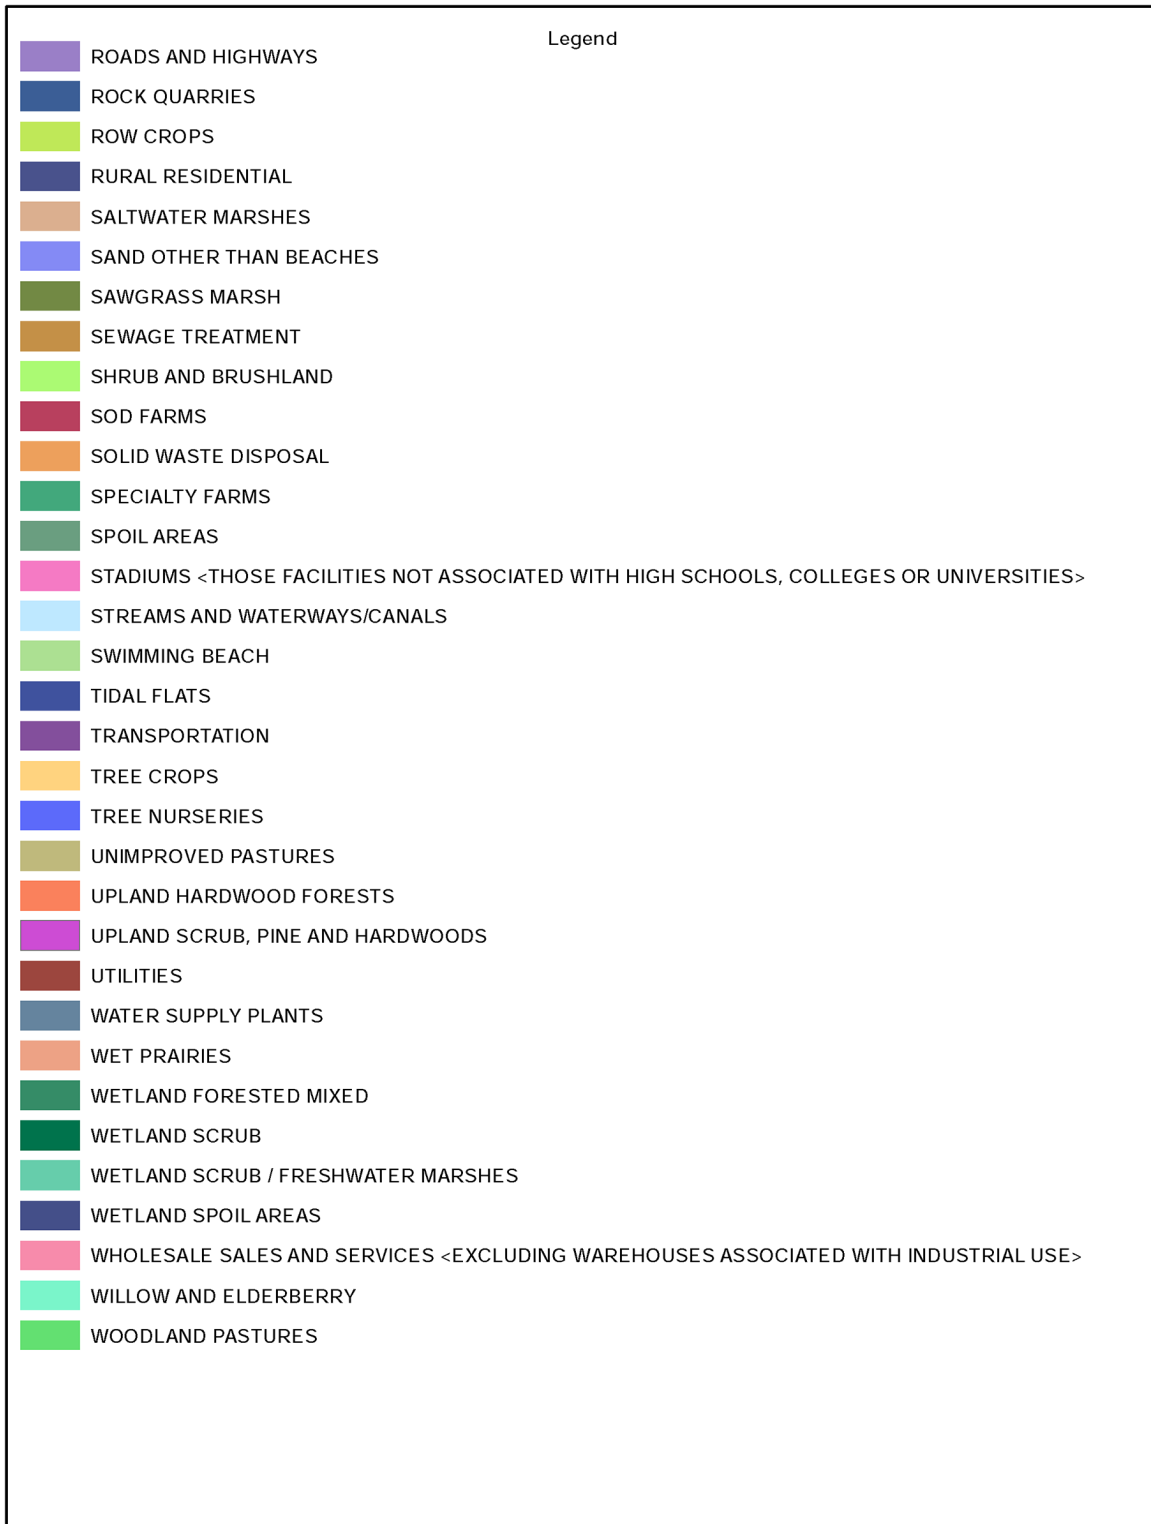 Legend
ROADS AND HIGHWAYS
ROCK QUARRIES
ROW CROPS
RURAL RESIDENTIAL
SALTWATER MARSHES
SAND OTHER THAN BEACHES
SAWGRASS MARSH
SEWAGE TREATMENT
SHRUB AND BRUSHLAND
SOD FARMS
SOLID WASTE DISPOSAL
SPECIALTY FARMS
SPOIL AREAS
STADIUMS <THOSE FACILITIES NOT ASSOCIATED WITH HIGH SCHOOLS, COLLEGES OR UNIVERSITIES>
STREAMS AND WATERWAYS/CANALS
SWIMMING BEACH
TIDAL FLATS
TRANSPORTATION
TREE CROPS
TREE NURSERIES
UNIMPROVED PASTURES
UPLAND HARDWOOD FORESTS
UPLAND SCRUB, PINE AND HARDWOODS
UTILITIES
WATER SUPPLY PLANTS
WET PRAIRIES
WETLAND FORESTED MIXED
WETLAND SCRUB
WETLAND SCRUB / FRESHWATER MARSHES
WETLAND SPOIL AREAS
WHOLESALE SALES AND SERVICES <EXCLUDING WAREHOUSES ASSOCIATED WITH INDUSTRIAL USE>
WILLOW AND ELDERBERRY
WOODLAND PASTURES